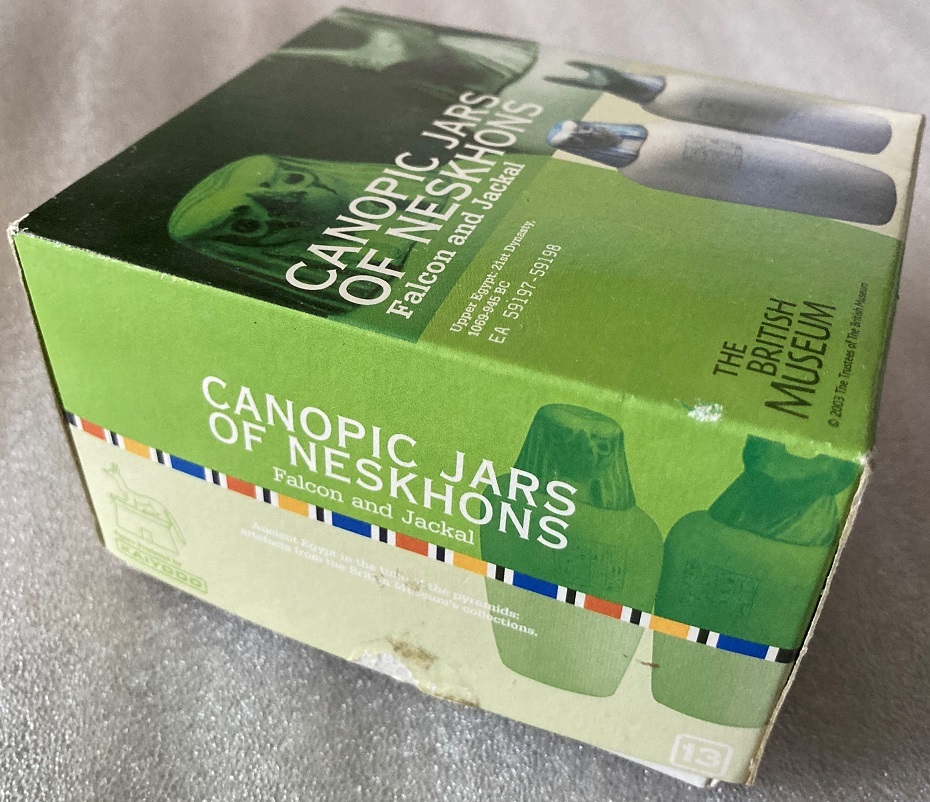 CANOPIC JARS
OF NESKHONS
Falcon and Jackal
Upper Egypt: 21st Dynasty,
1069-945 BC
EA 59197-59198
THE
BRITISH
MUSEUM
© 2003 The Trustees of The British Museum
CANOPIC JARS
OF NESKHONS
Falcon and Jackal
Ancient Egypt in the time of the pyramids:
artefacts from the British Museum's collections.
KAIYODO
13